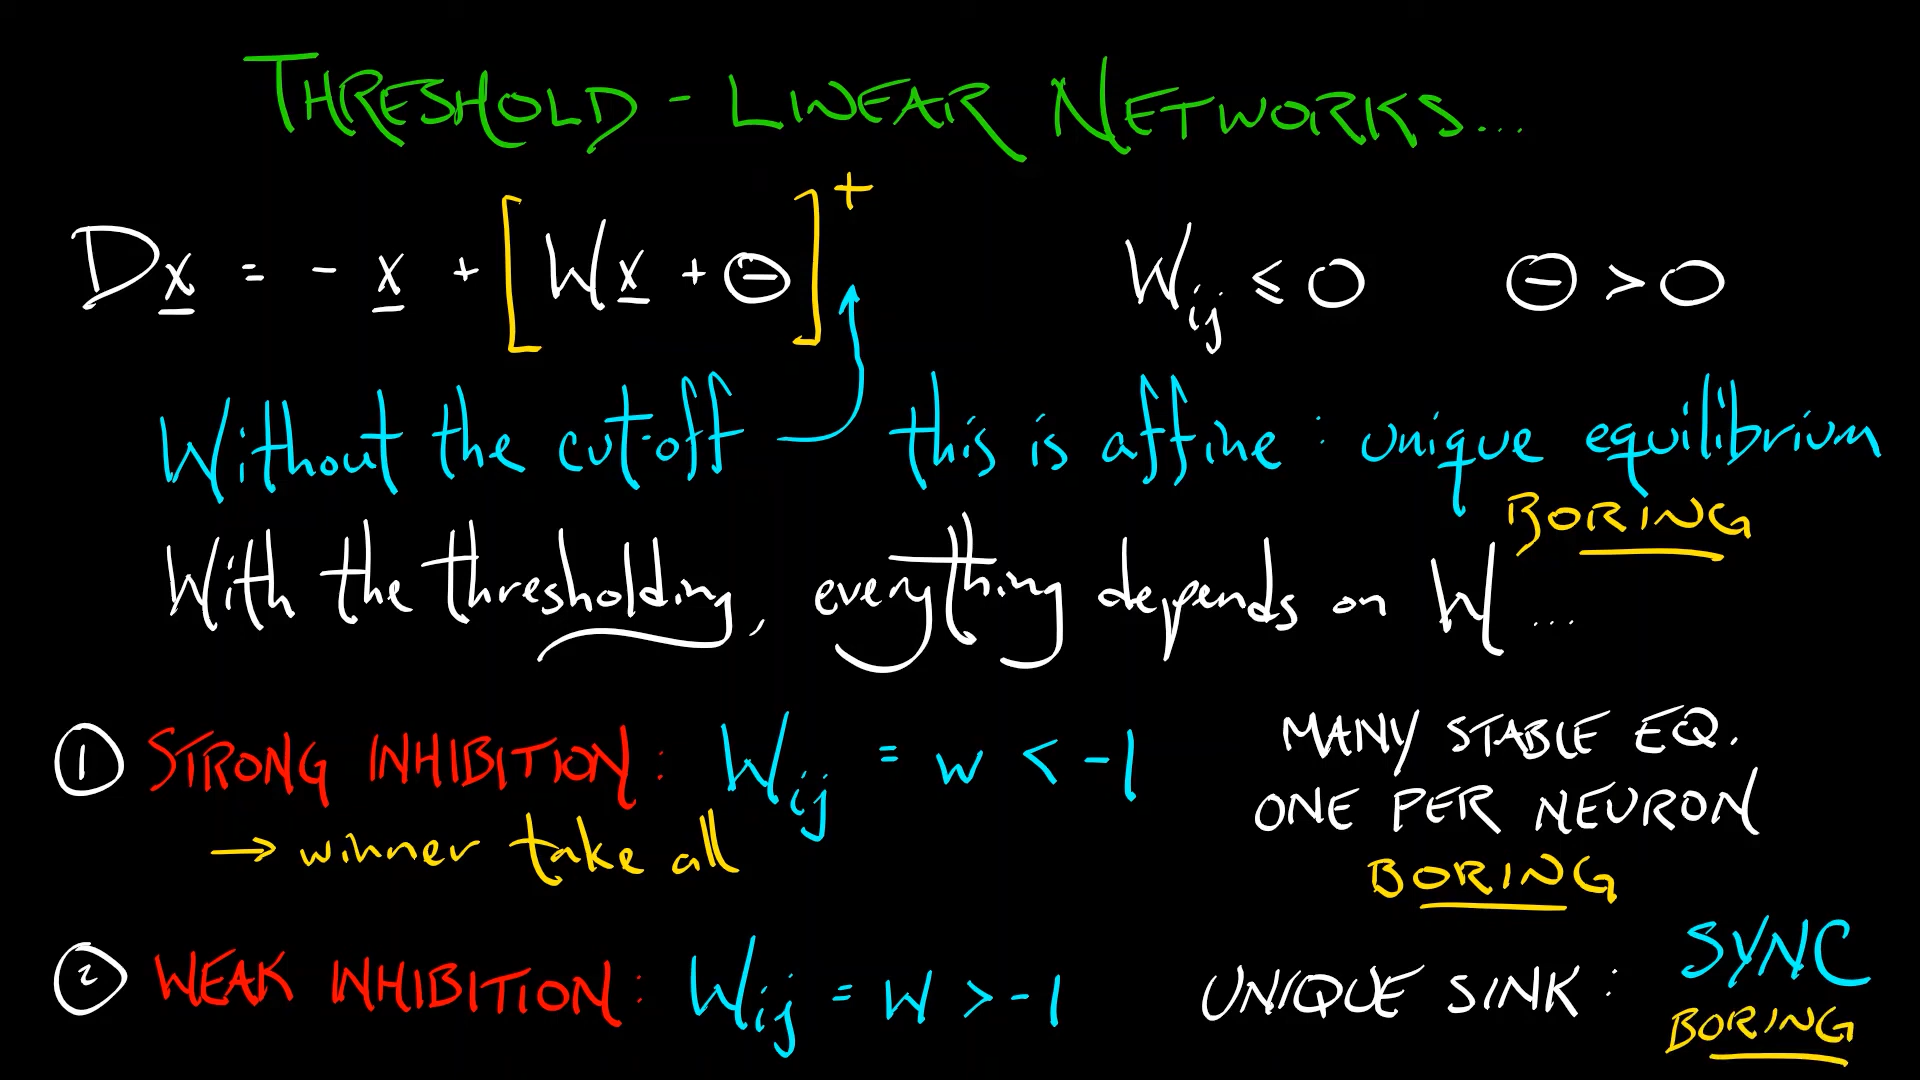 THRESHOLD-LINEAR NETWORKS...
Dx = -x + [Wx + Θ]⁺ Wij ≤ 0 Θ > 0
Without the cut-off this is affine: unique equilibrium
BORING
With the thresholding, everything depends on W...
① STRONG INHIBITION: Wij = w < -1 MANY STABLE EQ.
→ winner take all ONE PER NEURON
BORING
② WEAK INHIBITION: Wij = w > -1 UNIQUE SINK: SYNC
BORING